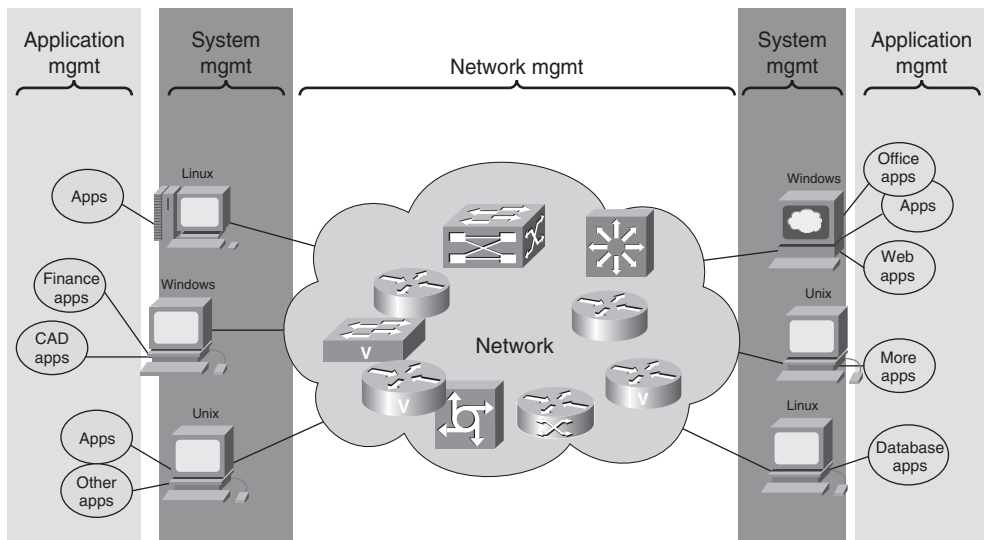 Application
mgmt
System
mgmt
Network mgmt
System
mgmt
Application
mgmt
Linux
Apps
Windows
Finance
apps
CAD
apps
Unix
Apps
Other
apps
Network
V
V
V
Windows
Office
apps
Apps
Web
apps
Unix
More
apps
Linux
Database
apps